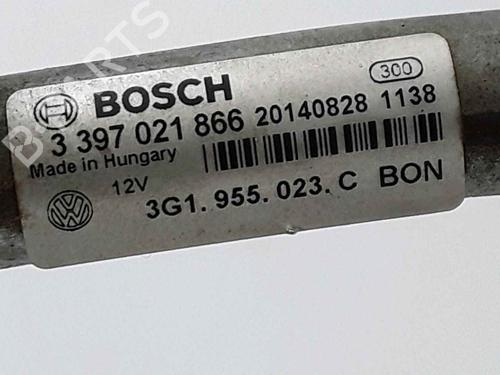 BOSCH 300
3 397 021 866 20140828 1138
Made in Hungary
12V
3G1. 955. 023. C BON